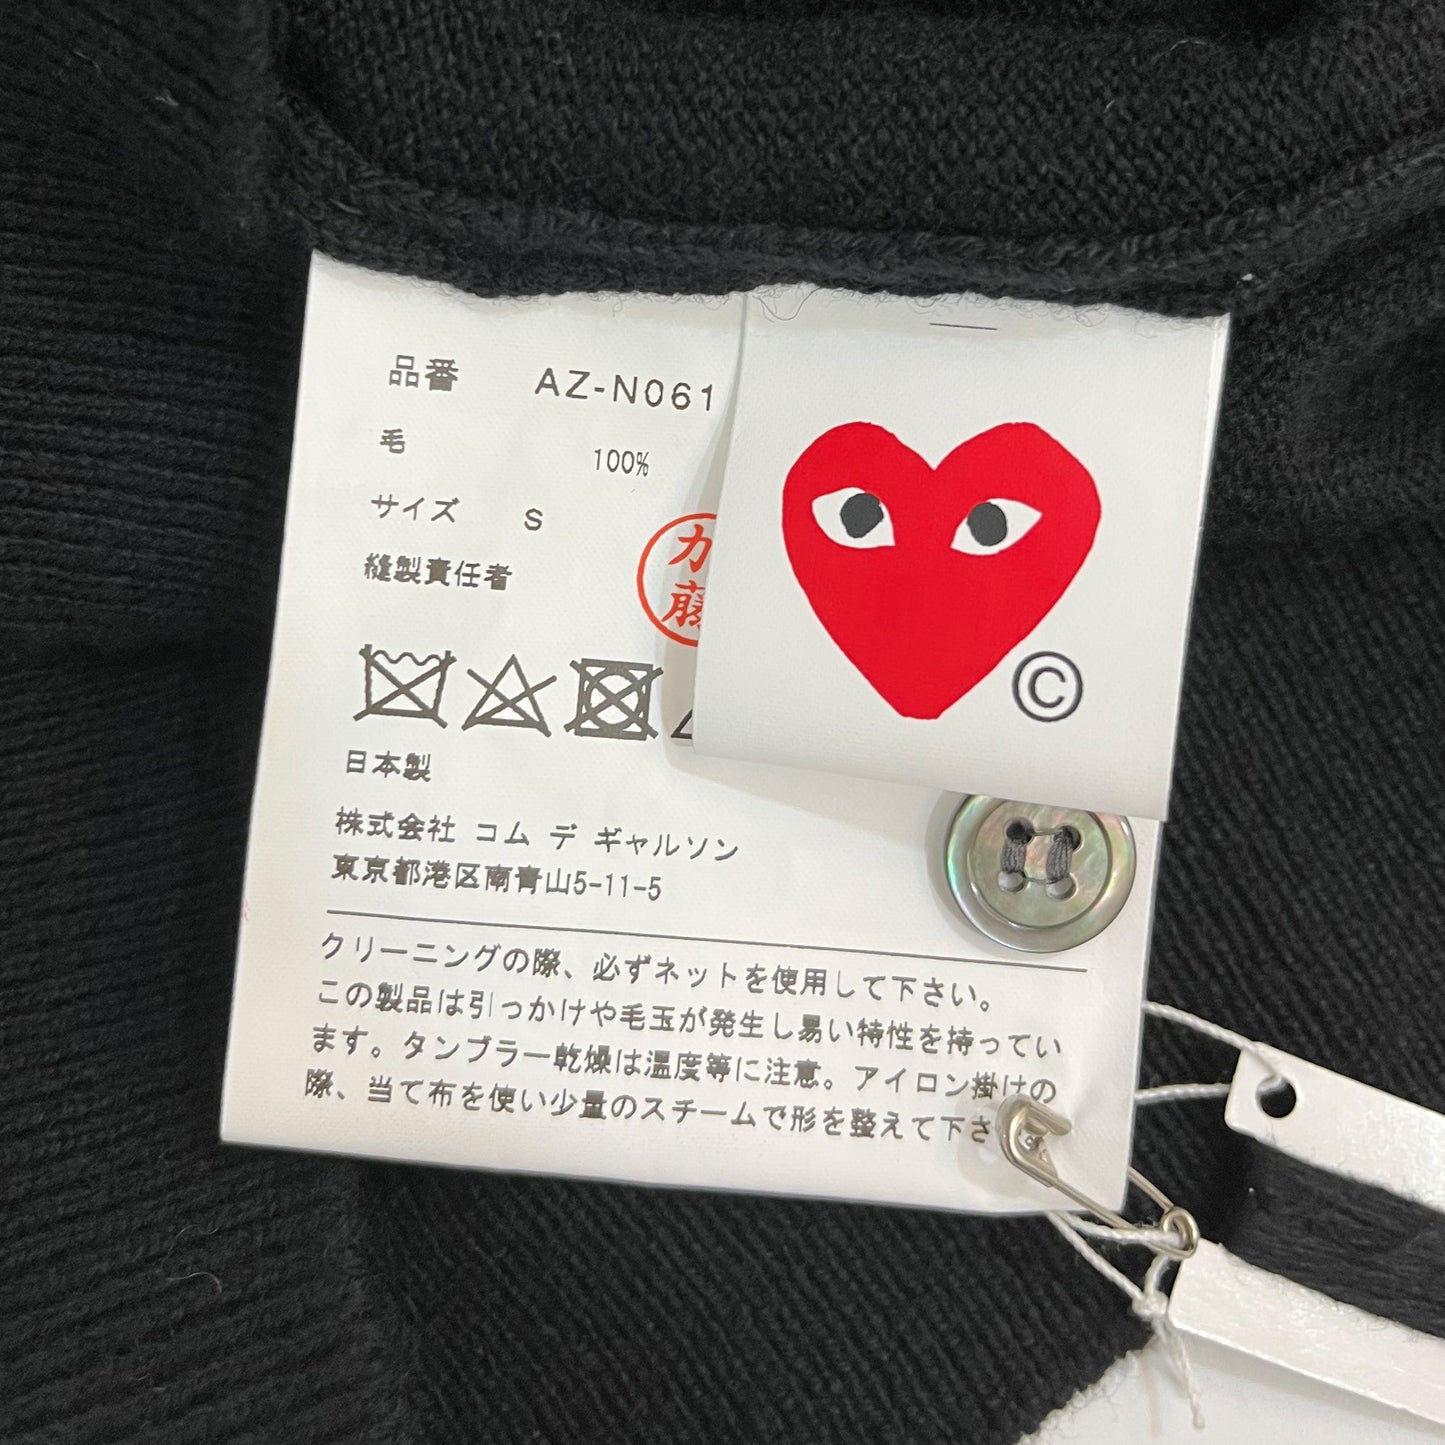 品番 AZ-N061
毛 100%
サイズ S
縫製責任者
加藤
©
日本製
株式会社 コム デ ギャルソン
東京都港区南青山5-11-5
クリーニングの際、必ずネットを使用して下さい。
この製品は引っかけや毛玉が発生し易い特性を持ってい
ます。タンブラー乾燥は温度等に注意。アイロン掛けの
際、当て布を使い少量のスチームで形を整えて下さ